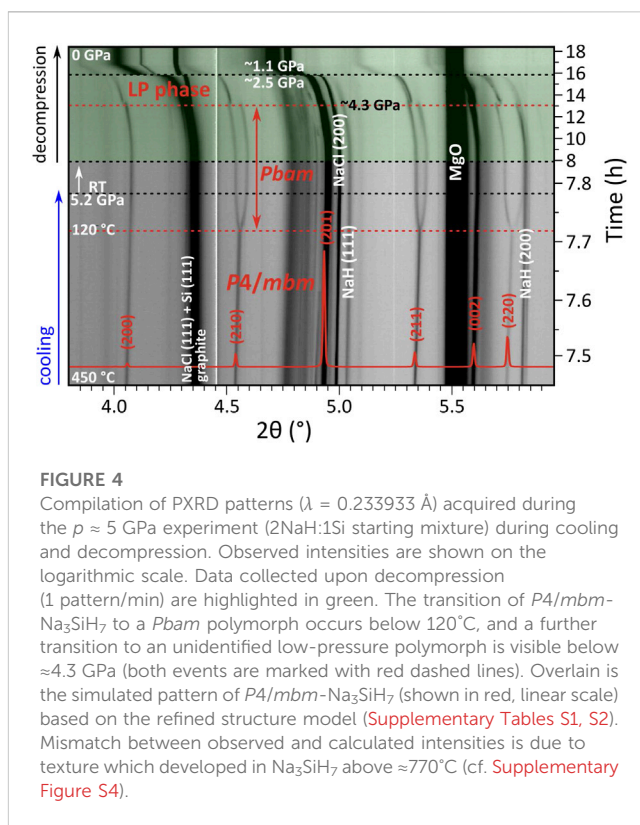 decompression
cooling
0 GPa
LP phase
~1.1 GPa
~2.5 GPa
~4.3 GPa
Pbam
RT
5.2 GPa
120 °C
P4/mbm
450 °C
NaCl (111) + Si (111)
graphite
NaCl (200)
NaH (111)
MgO
NaH (200)
(200)
(210)
(201)
(211)
(002)
(220)
18
16
14
13
12
10
8
7.8
7.7
7.6
7.5
Time (h)
4.0 4.5 5.0 5.5
2θ (°)
FIGURE 4
Compilation of PXRD patterns (λ = 0.233933 Å) acquired during
the p ≈ 5 GPa experiment (2NaH:1Si starting mixture) during cooling
and decompression. Observed intensities are shown on the
logarithmic scale. Data collected upon decompression
(1 pattern/min) are highlighted in green. The transition of P4/mbm-
Na₃SiH₇ to a Pbam polymorph occurs below 120°C, and a further
transition to an unidentified low-pressure polymorph is visible below
≈4.3 GPa (both events are marked with red dashed lines). Overlain is
the simulated pattern of P4/mbm-Na₃SiH₇ (shown in red, linear scale)
based on the refined structure model (Supplementary Tables S1, S2).
Mismatch between observed and calculated intensities is due to
texture which developed in Na₃SiH₇ above ≈770°C (cf. Supplementary
Figure S4).